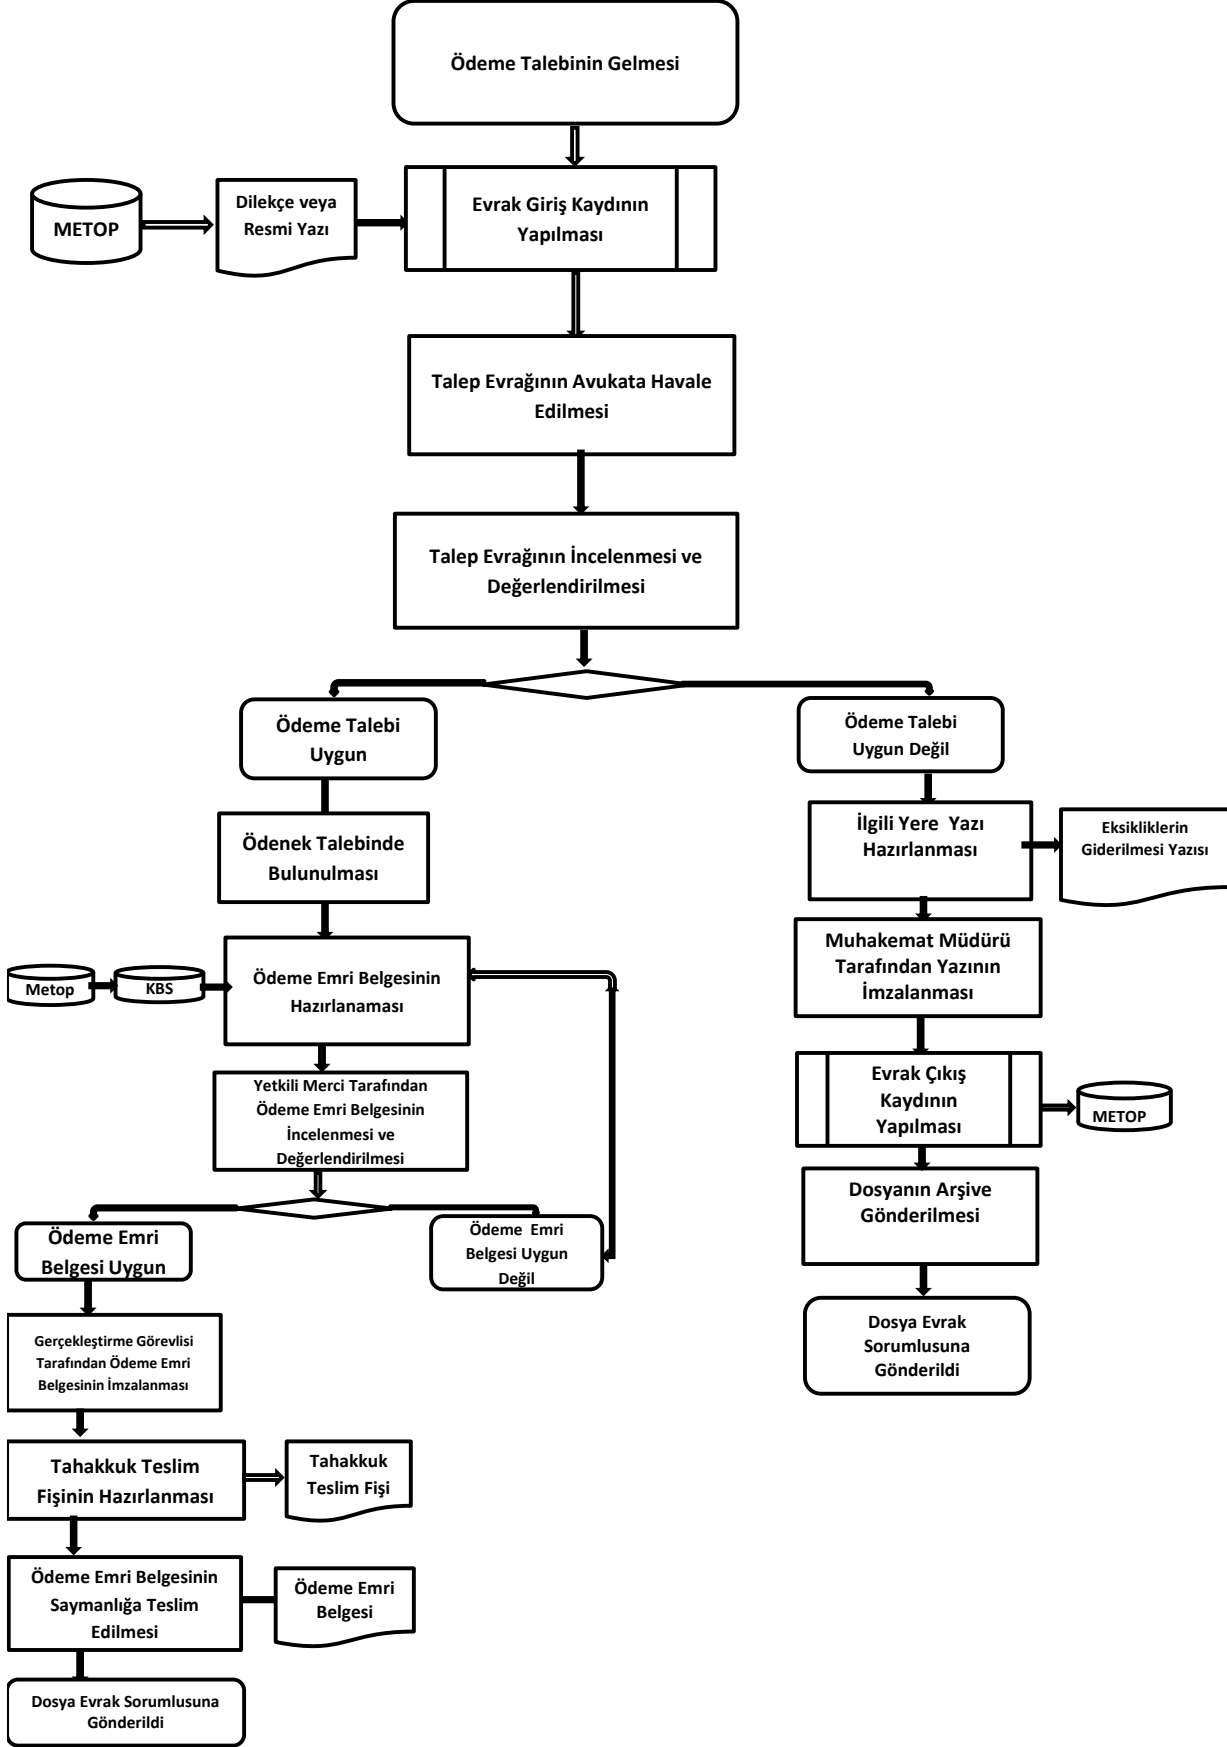 Ödeme Talebinin Gelmesi
METOP
Dilekçe veya
Resmi Yazı
Evrak Giriş Kaydının
Yapılması
Talep Evrağının Avukata Havale
Edilmesi
Talep Evrağının İncelenmesi ve
Değerlendirilmesi
Ödeme Talebi
Uygun
Ödeme Talebi
Uygun Değil
Ödenek Talebinde
Bulunulması
İlgili Yere Yazı
Hazırlanması
Eksikliklerin
Giderilmesi Yazısı
Muhakemat Müdürü
Tarafından Yazının
İmzalanması
Metop
KBS
Ödeme Emri Belgesinin
Hazırlanaması
Evrak Çıkış
Kaydının
Yapılması
METOP
Yetkili Merci Tarafından
Ödeme Emri Belgesinin
İncelenmesi ve
Değerlendirilmesi
Dosyanın Arşive
Gönderilmesi
Ödeme Emri
Belgesi Uygun
Ödeme Emri
Belgesi Uygun
Değil
Dosya Evrak
Sorumlusuna
Gönderildi
Gerçekleştirme Görevlisi
Tarafından Ödeme Emri
Belgesinin İmzalanması
Tahakkuk Teslim
Fişinin Hazırlanması
Tahakkuk
Teslim Fişi
Ödeme Emri Belgesinin
Saymanlığa Teslim
Edilmesi
Ödeme Emri
Belgesi
Dosya Evrak Sorumlusuna
Gönderildi